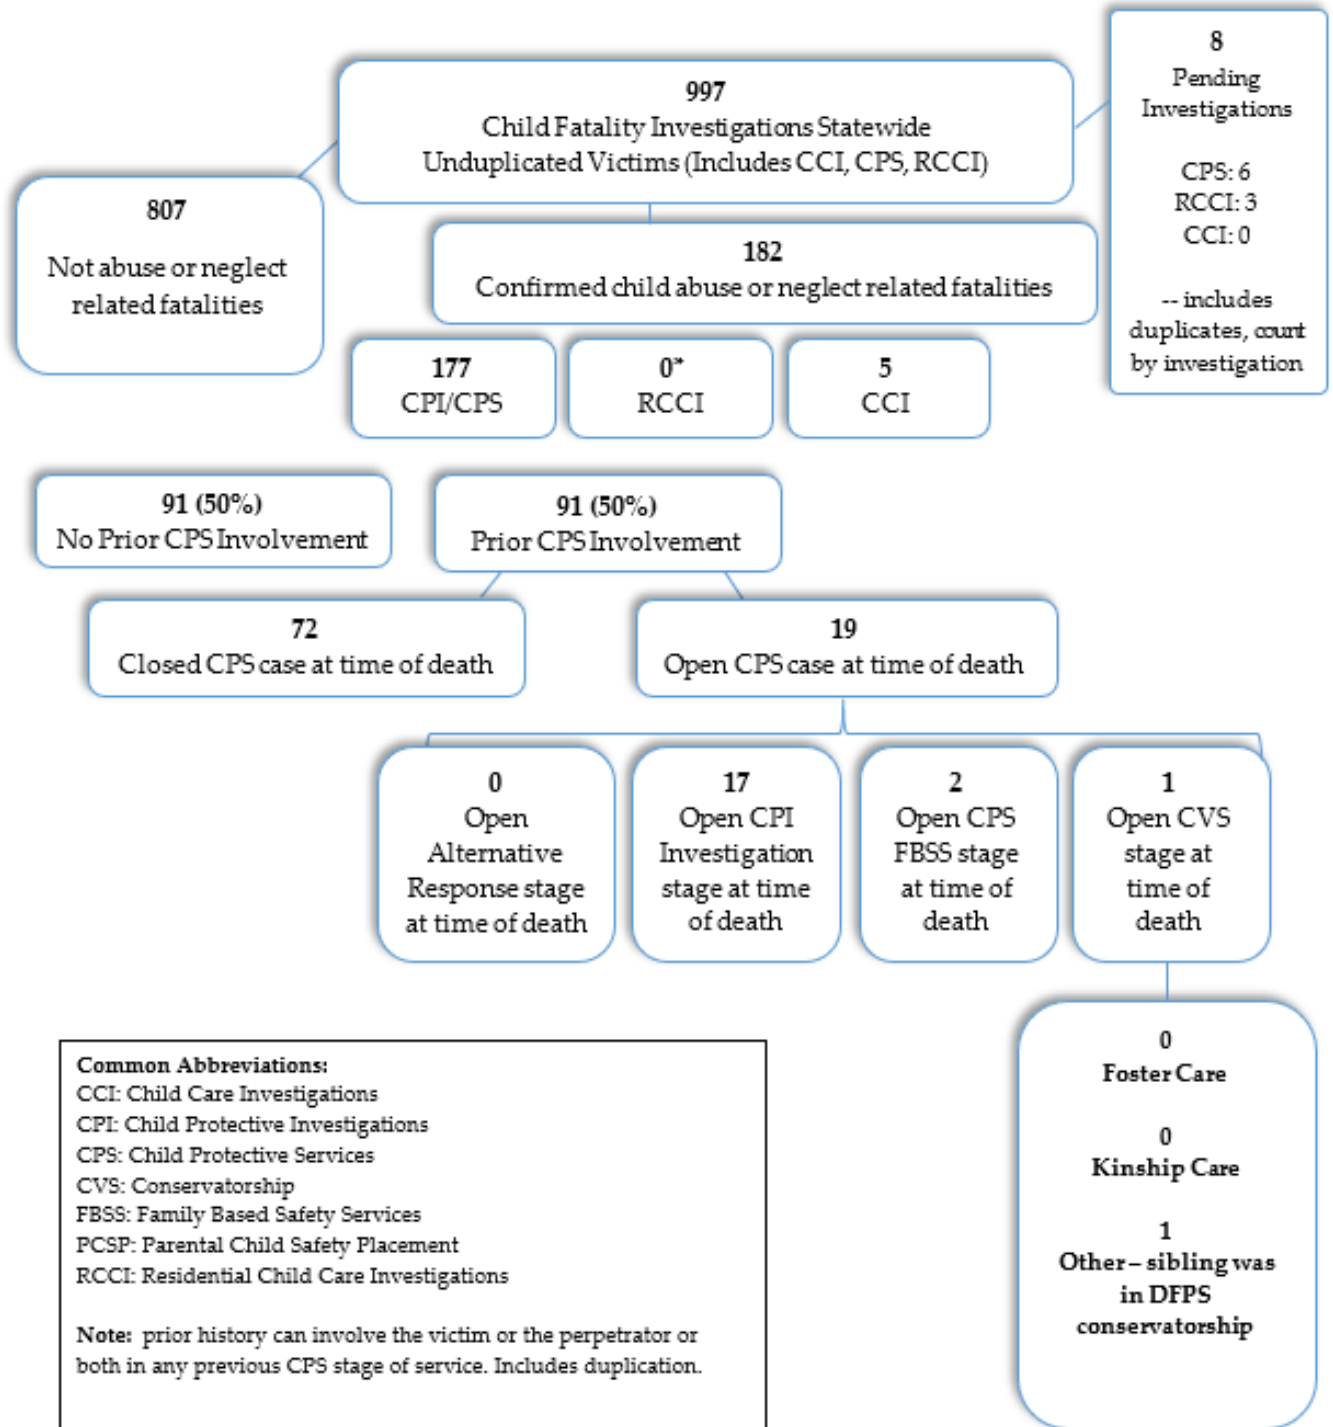 997
Child Fatality Investigations Statewide
Unduplicated Victims (Includes CCI, CPS, RCCI)
8
Pending
Investigations
CPS: 6
RCCI: 3
CCI: 0
-- includes
duplicates, count
by investigation
807
Not abuse or neglect
related fatalities
182
Confirmed child abuse or neglect related fatalities
177
CPI/CPS
0*
RCCI
5
CCI
91 (50%)
No Prior CPS Involvement
91 (50%)
Prior CPS Involvement
72
Closed CPS case at time of death
19
Open CPS case at time of death
0
Open
Alternative
Response stage
at time of death
17
Open CPI
Investigation
stage at time
of death
2
Open CPS
FBSS stage
at time of
death
1
Open CVS
stage at
time of
death
0
Foster Care
0
Kinship Care
1
Other – sibling was
in DFPS
conservatorship
Common Abbreviations:
CCI: Child Care Investigations
CPI: Child Protective Investigations
CPS: Child Protective Services
CVS: Conservatorship
FBSS: Family Based Safety Services
PCSP: Parental Child Safety Placement
RCCI: Residential Child Care Investigations
Note: prior history can involve the victim or the perpetrator or
both in any previous CPS stage of service. Includes duplication.